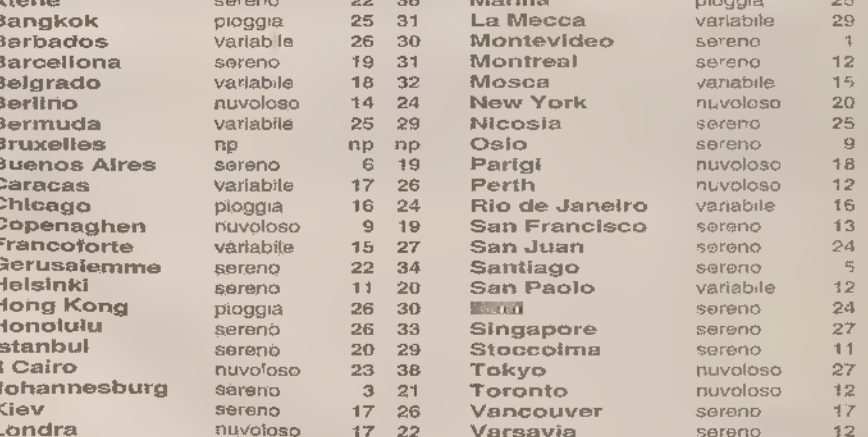 sereno 22
Bangkok pioggia 25 31
Barbados variabile 26 30
Barcellona sereno 19 31
Belgrado variabile 18 32
Berlino nuvoloso 14 24
Bermuda variabile 25 29
Bruxelles np np np
Buenos Aires sereno 6 19
Caracas variabile 17 26
Chicago pioggia 16 24
Copenaghen nuvoloso 9 19
Francoforte variabile 15 27
Gerusalemme sereno 22 34
Helsinki sereno 11 20
Hong Kong pioggia 26 30
Honolulu sereno 26 33
Istanbul sereno 20 29
Il Cairo nuvoloso 23 38
Johannesburg sereno 3 21
Kiev sereno 17 26
Londra nuvoloso 17 22
pioggia
La Mecca variabile 29
Montevideo sereno 1
Montreal sereno 12
Mosca variabile 15
New York nuvoloso 20
Nicosia sereno 25
Oslo sereno 9
Parigi nuvoloso 18
Perth nuvoloso 12
Rio de Janeiro variabile 16
San Francisco sereno 13
San Juan sereno 24
Santiago sereno 5
San Paolo variabile 12
sereno 24
Singapore sereno 27
Stoccolma sereno 11
Tokyo nuvoloso 27
Toronto nuvoloso 12
Vancouver sereno 17
Varsavia sereno 12